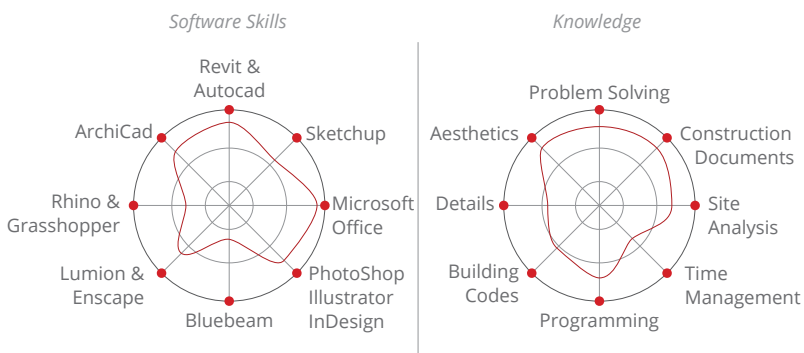 Software Skills
Revit &
Autocad
ArchiCad
Sketchup
Rhino &
Grasshopper
Microsoft
Office
Lumion &
Enscape
PhotoShop
Illustrator
InDesign
Bluebeam
Knowledge
Problem Solving
Aesthetics
Construction
Documents
Details
Site
Analysis
Building
Codes
Time
Management
Programming